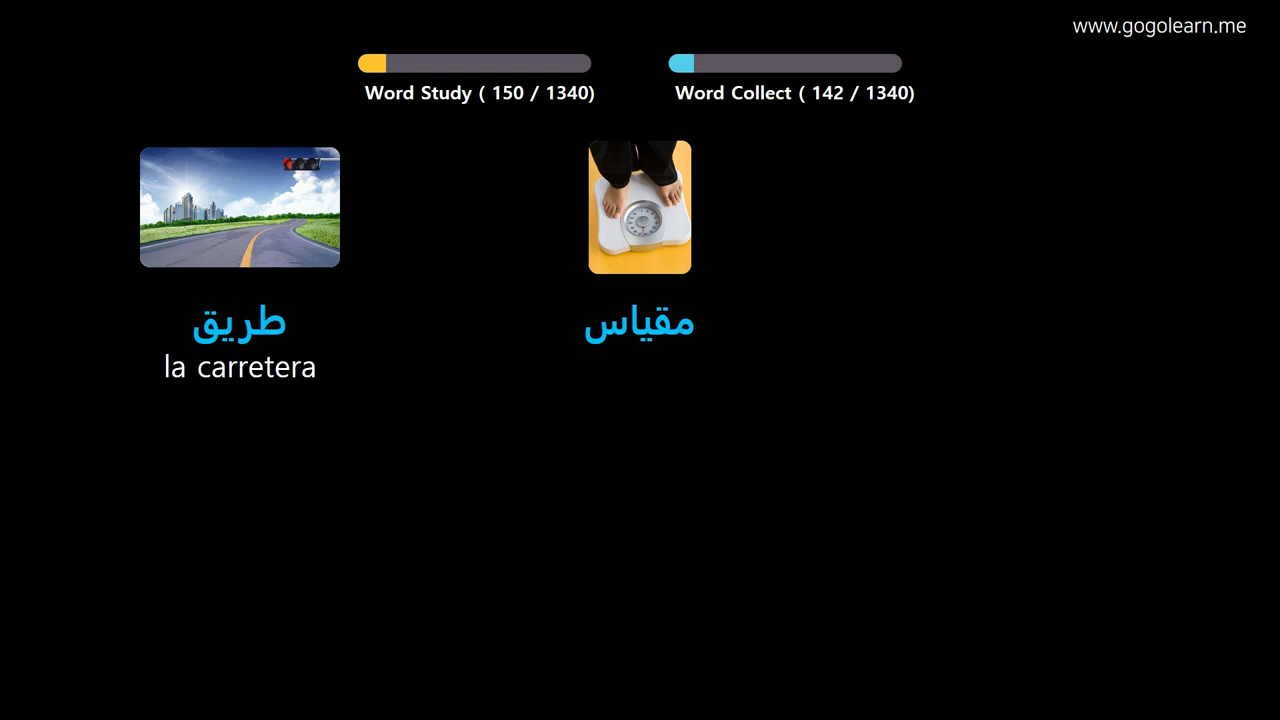 www.gogolearn.me
Word Study ( 150 / 1340)
Word Collect ( 142 / 1340)
طريق
la carretera
مقياس